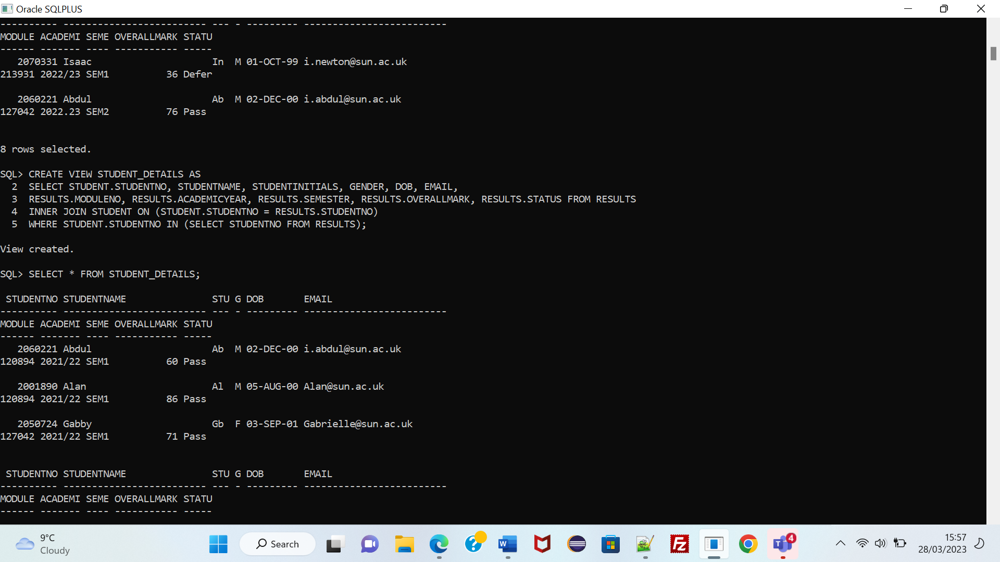 Oracle SQLPLUS
---------- ------------------------- --- - --------- -------------------------
MODULE ACADEMI SEME OVERALLMARK STATU
------ ------- ---- ----------- -----
   2070331 Isaac                     In  M 01-OCT-99 i.newton@sun.ac.uk
213931 2022/23 SEM1          36 Defer
   2060221 Abdul                     Ab  M 02-DEC-00 i.abdul@sun.ac.uk
127042 2022.23 SEM2          76 Pass
8 rows selected.
SQL> CREATE VIEW STUDENT_DETAILS AS
  2  SELECT STUDENT.STUDENTNO, STUDENTNAME, STUDENTINITIALS, GENDER, DOB, EMAIL,
  3  RESULTS.MODULENO, RESULTS.ACADEMICYEAR, RESULTS.SEMESTER, RESULTS.OVERALLMARK, RESULTS.STATUS FROM RESULTS
  4  INNER JOIN STUDENT ON (STUDENT.STUDENTNO = RESULTS.STUDENTNO)
  5  WHERE STUDENT.STUDENTNO IN (SELECT STUDENTNO FROM RESULTS);
View created.
SQL> SELECT * FROM STUDENT_DETAILS;
 STUDENTNO STUDENTNAME               STU G DOB       EMAIL
---------- ------------------------- --- - --------- -------------------------
MODULE ACADEMI SEME OVERALLMARK STATU
------ ------- ---- ----------- -----
   2060221 Abdul                     Ab  M 02-DEC-00 i.abdul@sun.ac.uk
120894 2021/22 SEM1          60 Pass
   2001890 Alan                      Al  M 05-AUG-00 Alan@sun.ac.uk
120894 2021/22 SEM1          86 Pass
   2050724 Gabby                     Gb  F 03-SEP-01 Gabrielle@sun.ac.uk
127042 2021/22 SEM1          71 Pass
 STUDENTNO STUDENTNAME               STU G DOB       EMAIL
---------- ------------------------- --- - --------- -------------------------
MODULE ACADEMI SEME OVERALLMARK STATU
------ ------- ---- ----------- -----
9°C
Cloudy
Search
W
Fz
T
4
15:57
28/03/2023